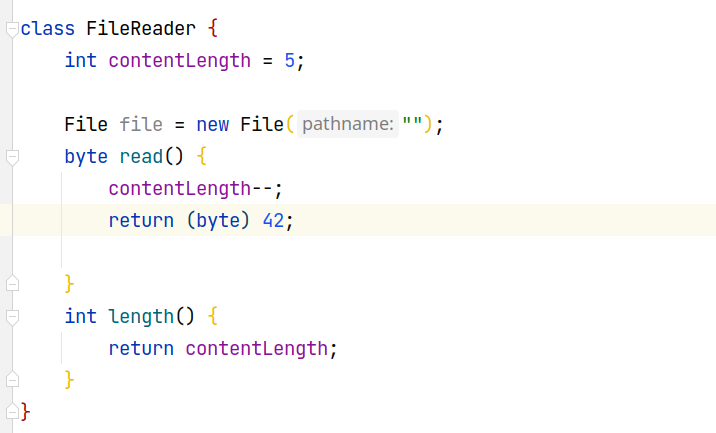 class FileReader {
    int contentLength = 5;

    File file = new File( pathname: "");
    byte read() {
        contentLength--;
        return (byte) 42;

    }
    int length() {
        return contentLength;
    }
}